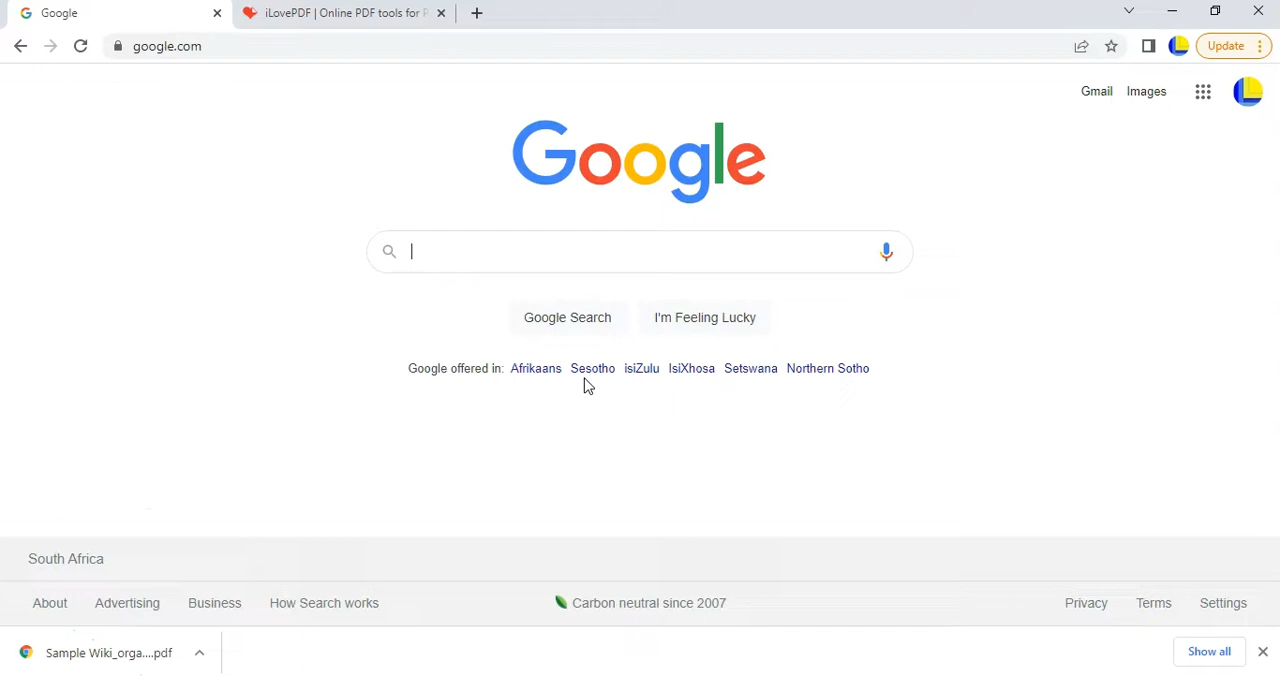 Google
iLovePDF | Online PDF tools for P
google.com
Update
Gmail Images
Google
Google Search I'm Feeling Lucky
Google offered in: Afrikaans Sesotho isiZulu IsiXhosa Setswana Northern Sotho
South Africa
About Advertising Business How Search works Carbon neutral since 2007 Privacy Terms Settings
Sample Wiki_orga....pdf Show all